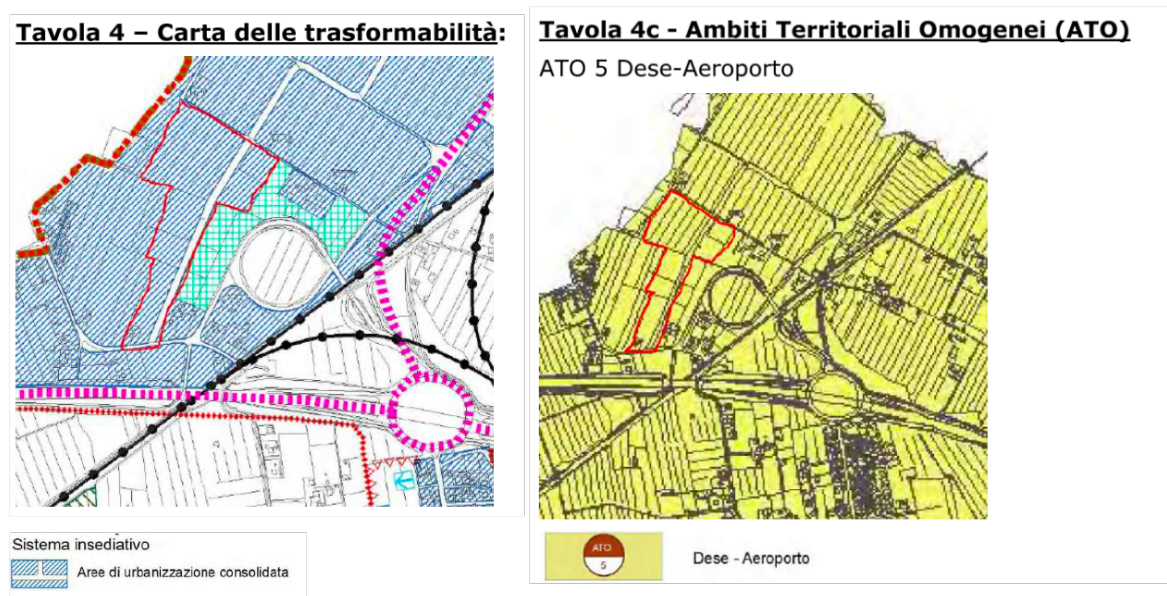 Tavola 4 – Carta delle trasformabilità:
Sistema insediativo
Aree di urbanizzazione consolidata
Tavola 4c - Ambiti Territoriali Omogenei (ATO)
ATO 5 Dese-Aeroporto
ATO
5
Dese - Aeroporto